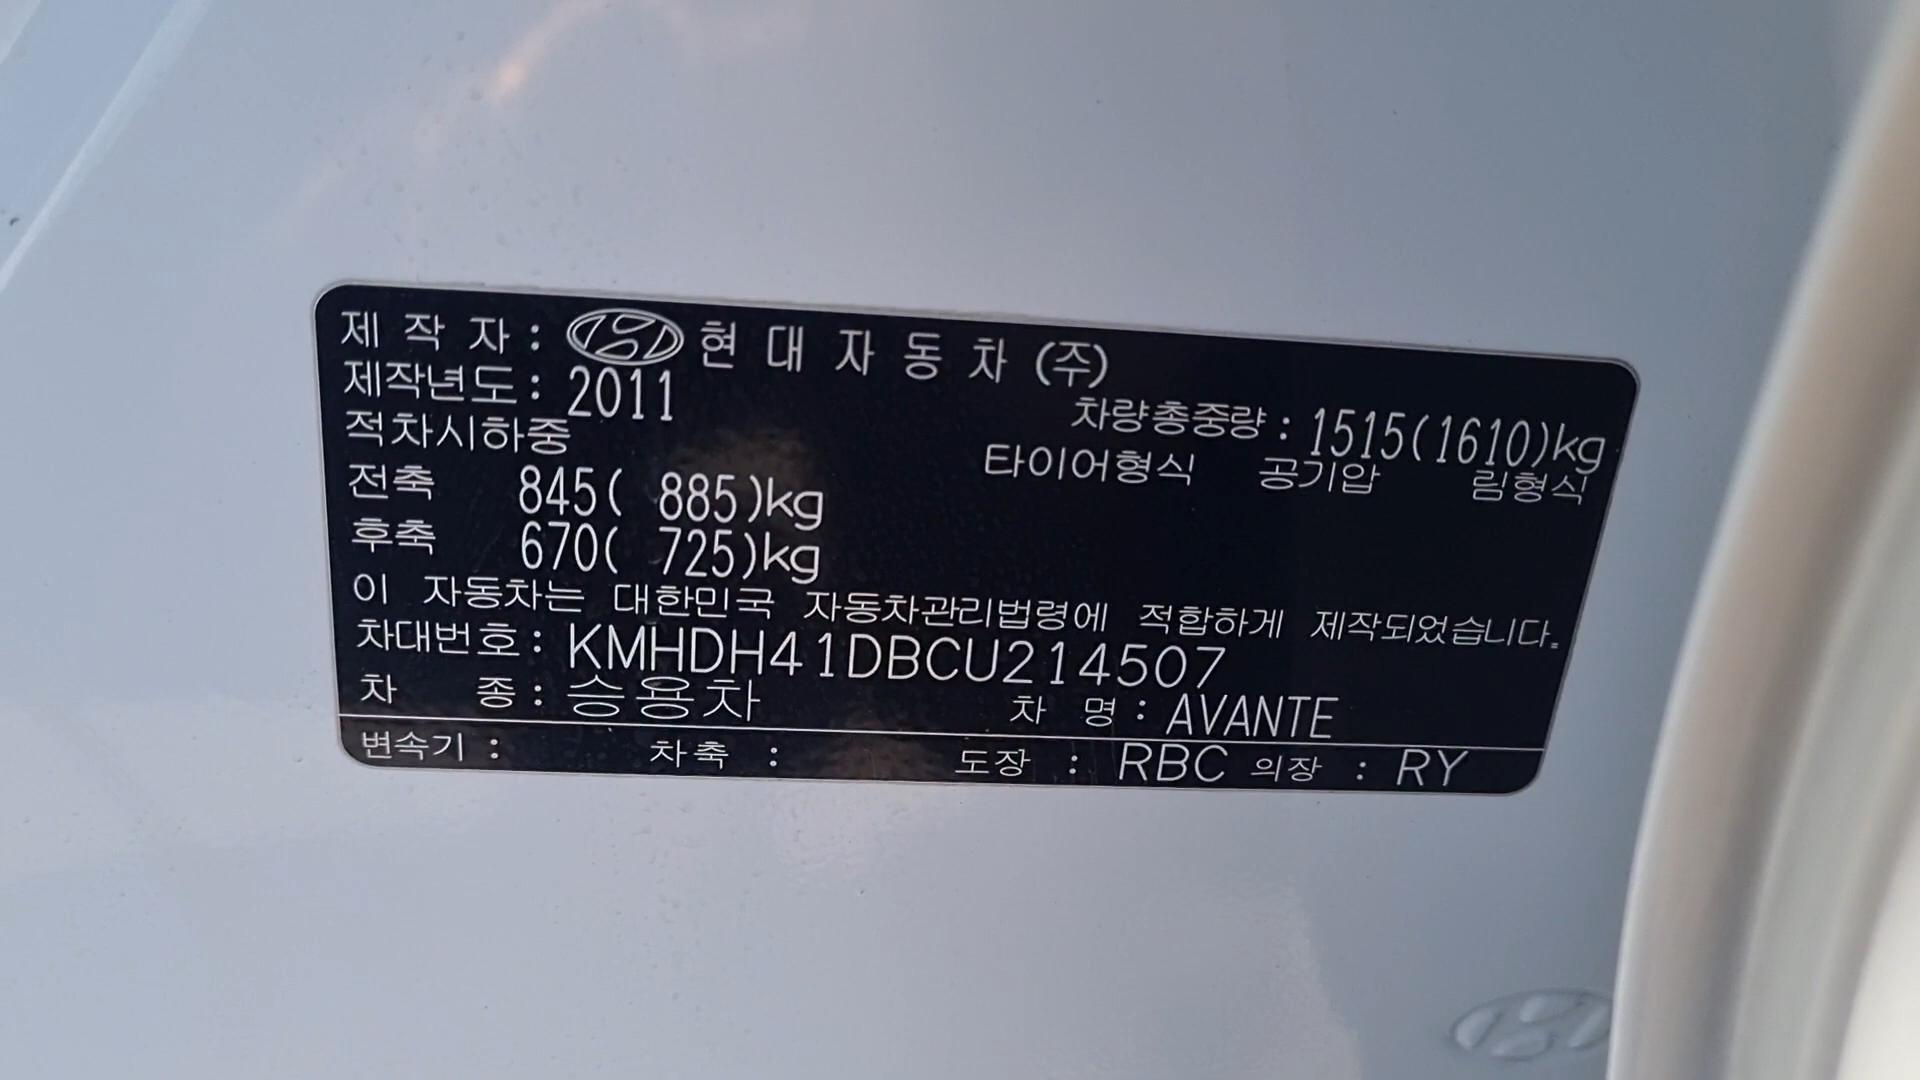 제 작 자 : 현 대 자 동 차 (주)
제작년도 : 2011
차량총중량 : 1515(1610)kg
적차시하중
타이어형식 공기압 림형식
전축 845( 885)kg
후축 670( 725)kg
이 자동차는 대한민국 자동차관리법령에 적합하게 제작되었습니다.
차대번호 : KMHDH41DBCU214507
차 종 : 승용차 차 명 : AVANTE
변속기 : 차축 : 도장 : RBC 의장 : RY